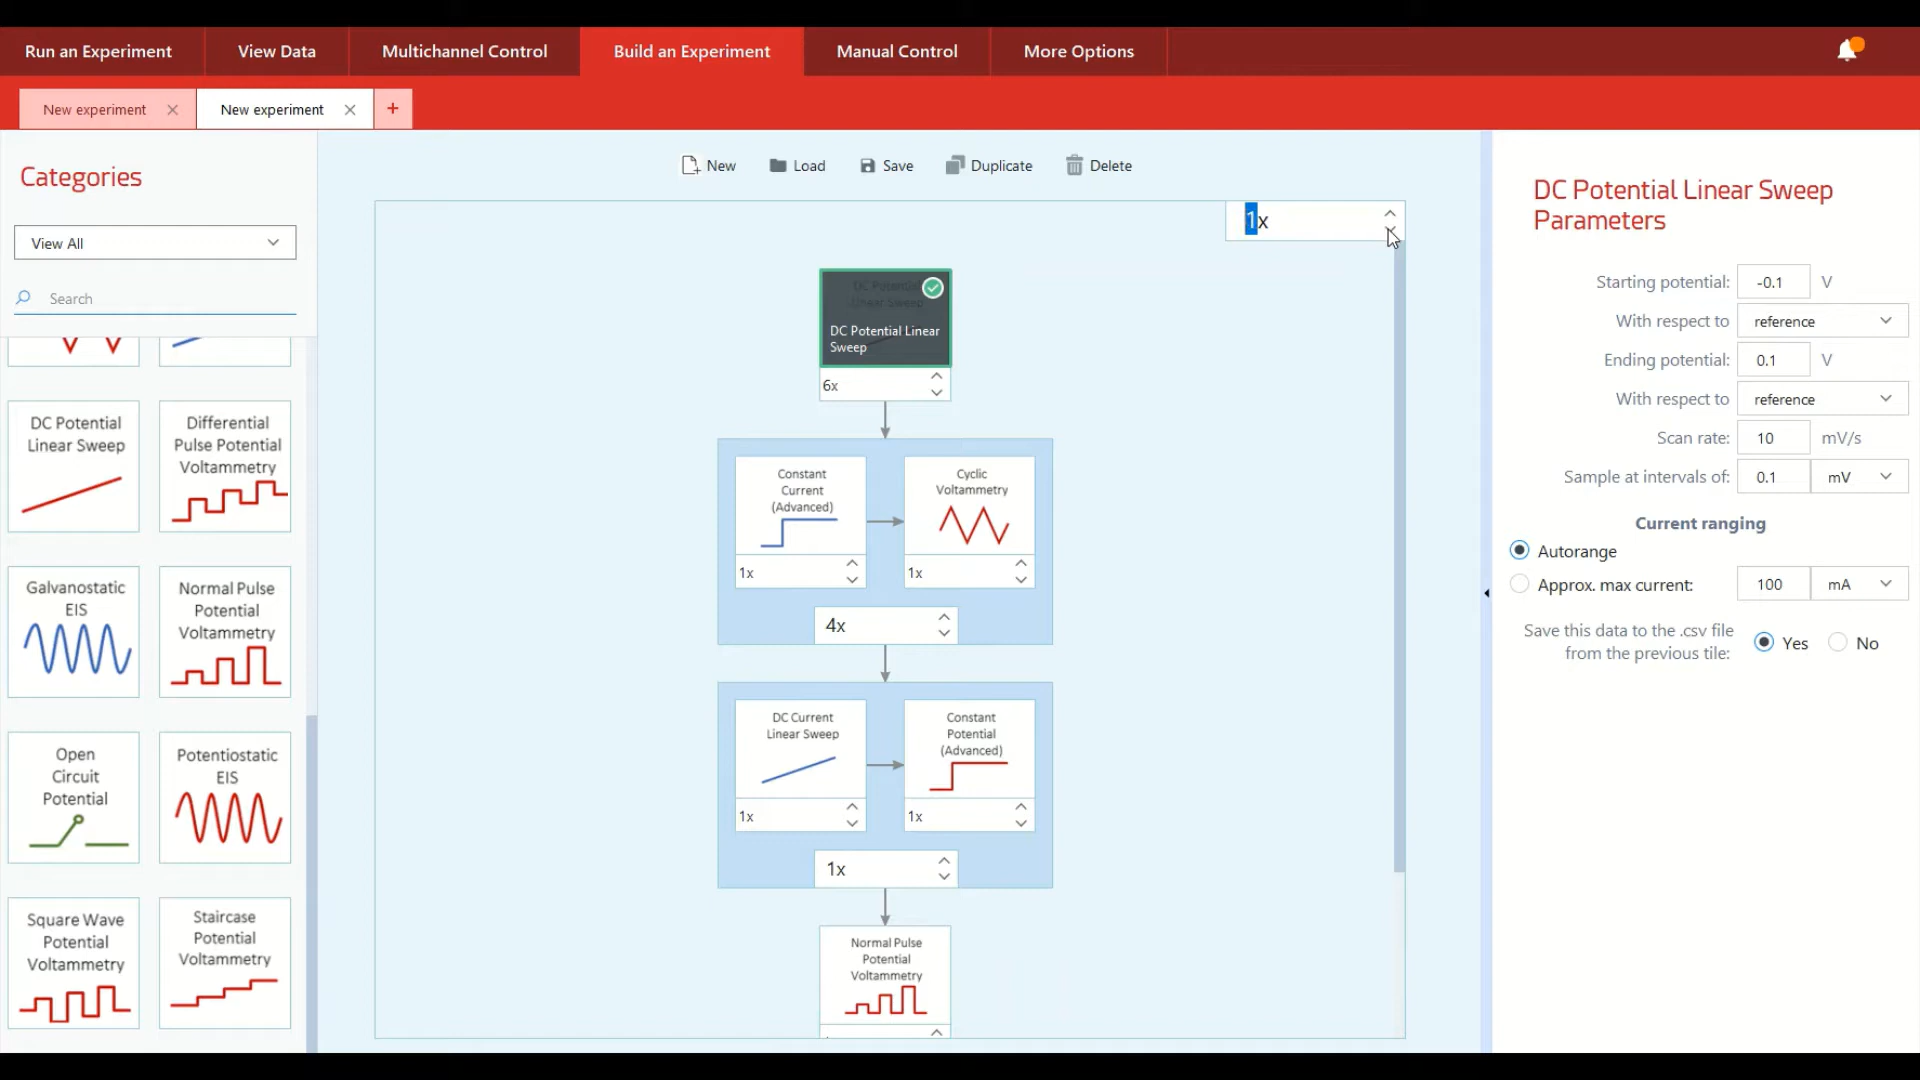 Run an Experiment
View Data
Multichannel Control
Build an Experiment
Manual Control
More Options
New experiment
New experiment
+
Categories
View All
Search
DC Potential
Linear Sweep
Differential
Pulse Potential
Voltammetry
Galvanostatic
EIS
Normal Pulse
Potential
Voltammetry
Open
Circuit
Potential
Potentiostatic
EIS
Square Wave
Potential
Voltammetry
Staircase
Potential
Voltammetry
New
Load
Save
Duplicate
Delete
1x
DC Potential Linear
Sweep
6x
Constant
Current
(Advanced)
1x
Cyclic
Voltammetry
1x
4x
DC Current
Linear Sweep
1x
Constant
Potential
(Advanced)
1x
1x
Normal Pulse
Potential
Voltammetry
DC Potential Linear Sweep
Parameters
Starting potential: -0.1 V
With respect to reference
Ending potential: 0.1 V
With respect to reference
Scan rate: 10 mV/s
Sample at intervals of: 0.1 mV
Current ranging
Autorange
Approx. max current: 100 mA
Save this data to the .csv file
from the previous tile: Yes No